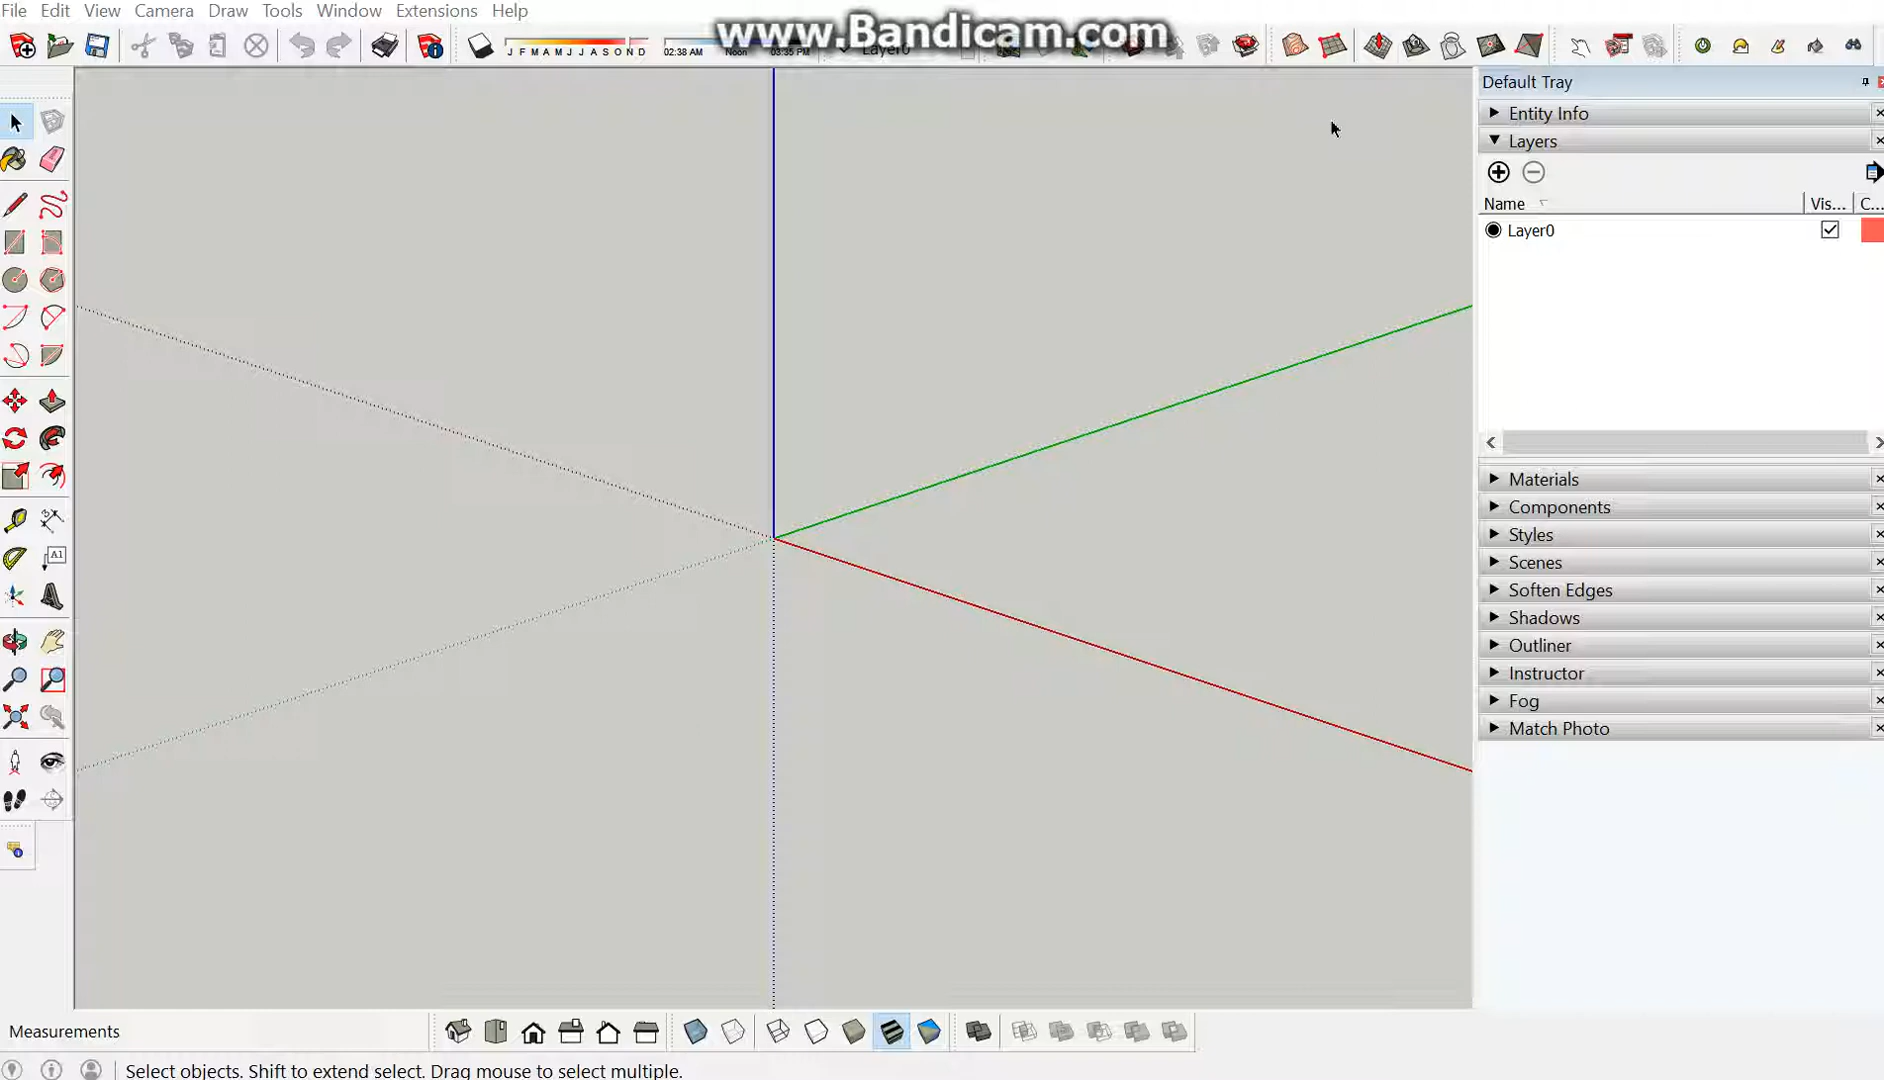 File Edit View Camera Draw Tools Window Extensions Help
www.Bandicam.com
J F M A M J J A S O N D
02:38 AM Noon 03:35 PM
Layer0
Default Tray
Entity Info
Layers
Name Vis... C...
Layer0
Materials
Components
Styles
Scenes
Soften Edges
Shadows
Outliner
Instructor
Fog
Match Photo
A1
Measurements
Select objects. Shift to extend select. Drag mouse to select multiple.